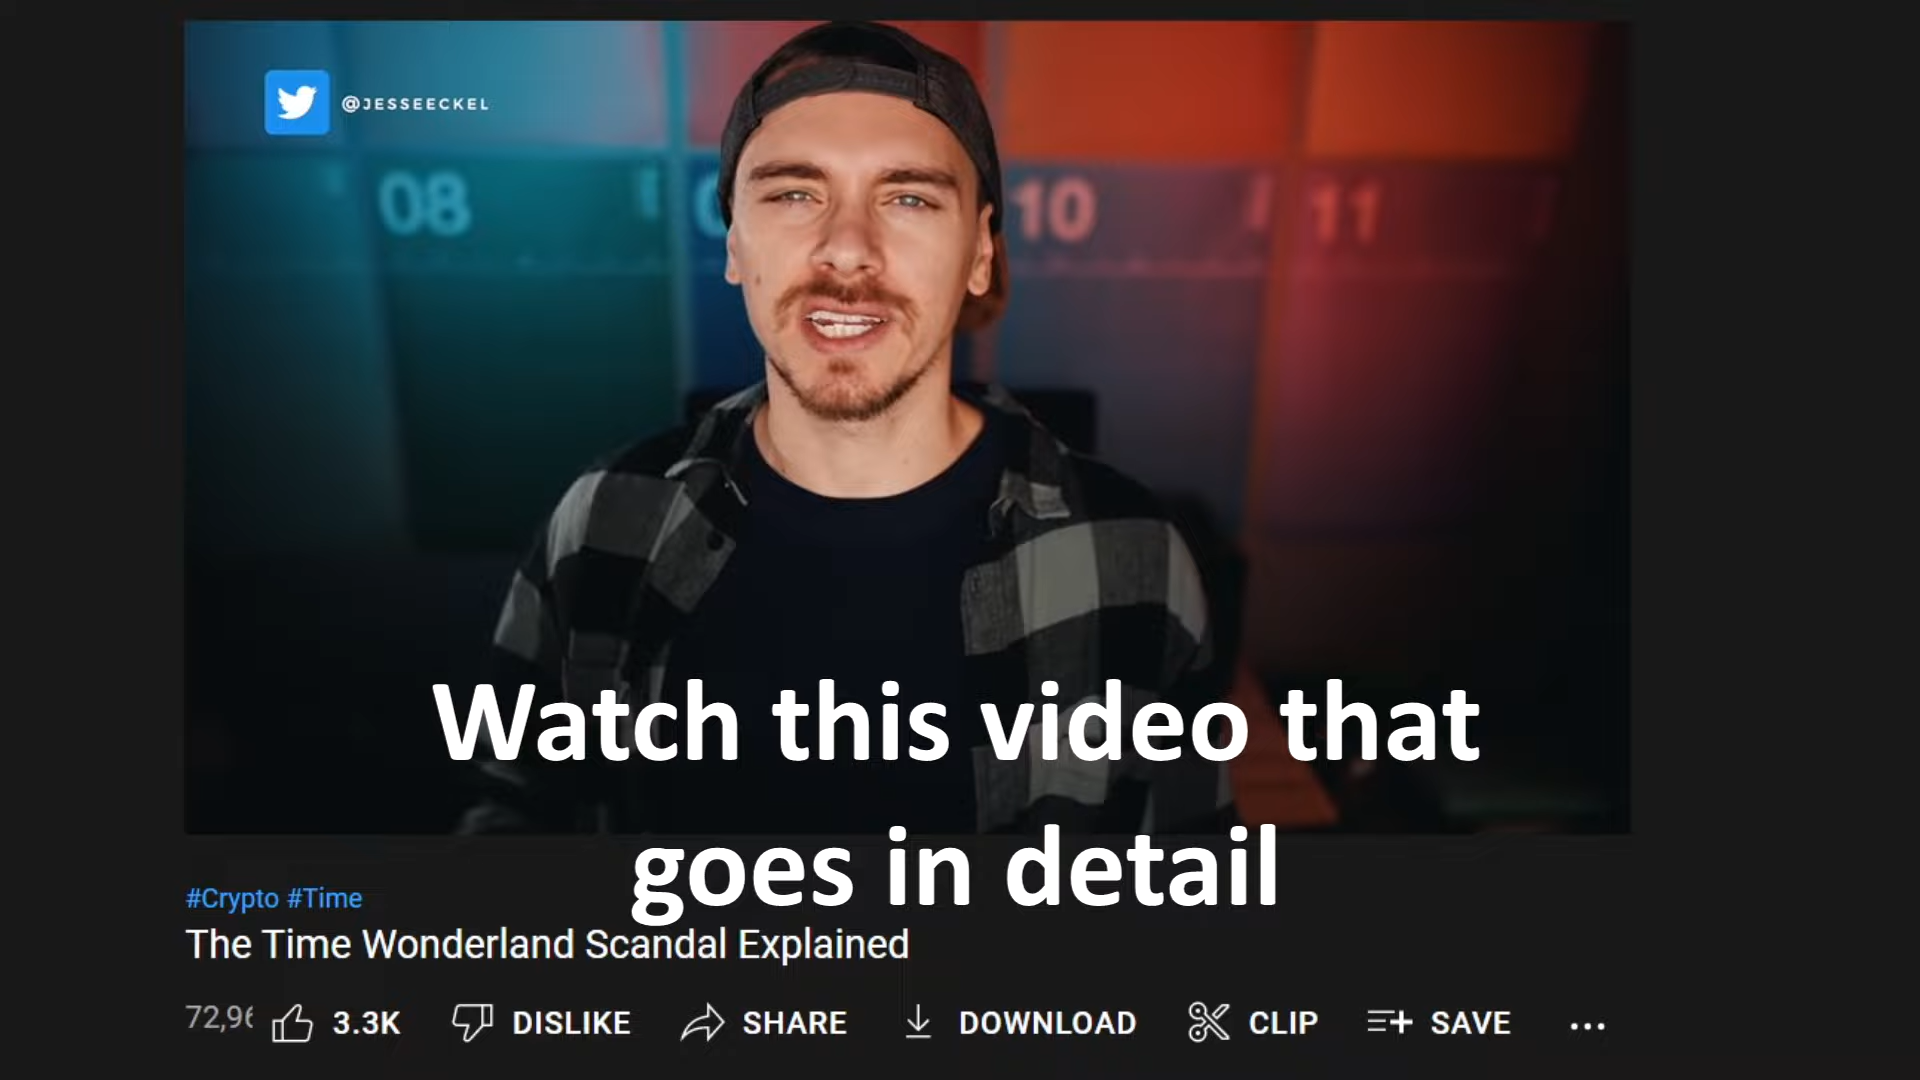 @JESSEECKEL
08
10
11
Watch this video that
goes in detail
#Crypto #Time
The Time Wonderland Scandal Explained
3.3K DISLIKE SHARE DOWNLOAD CLIP SAVE ...